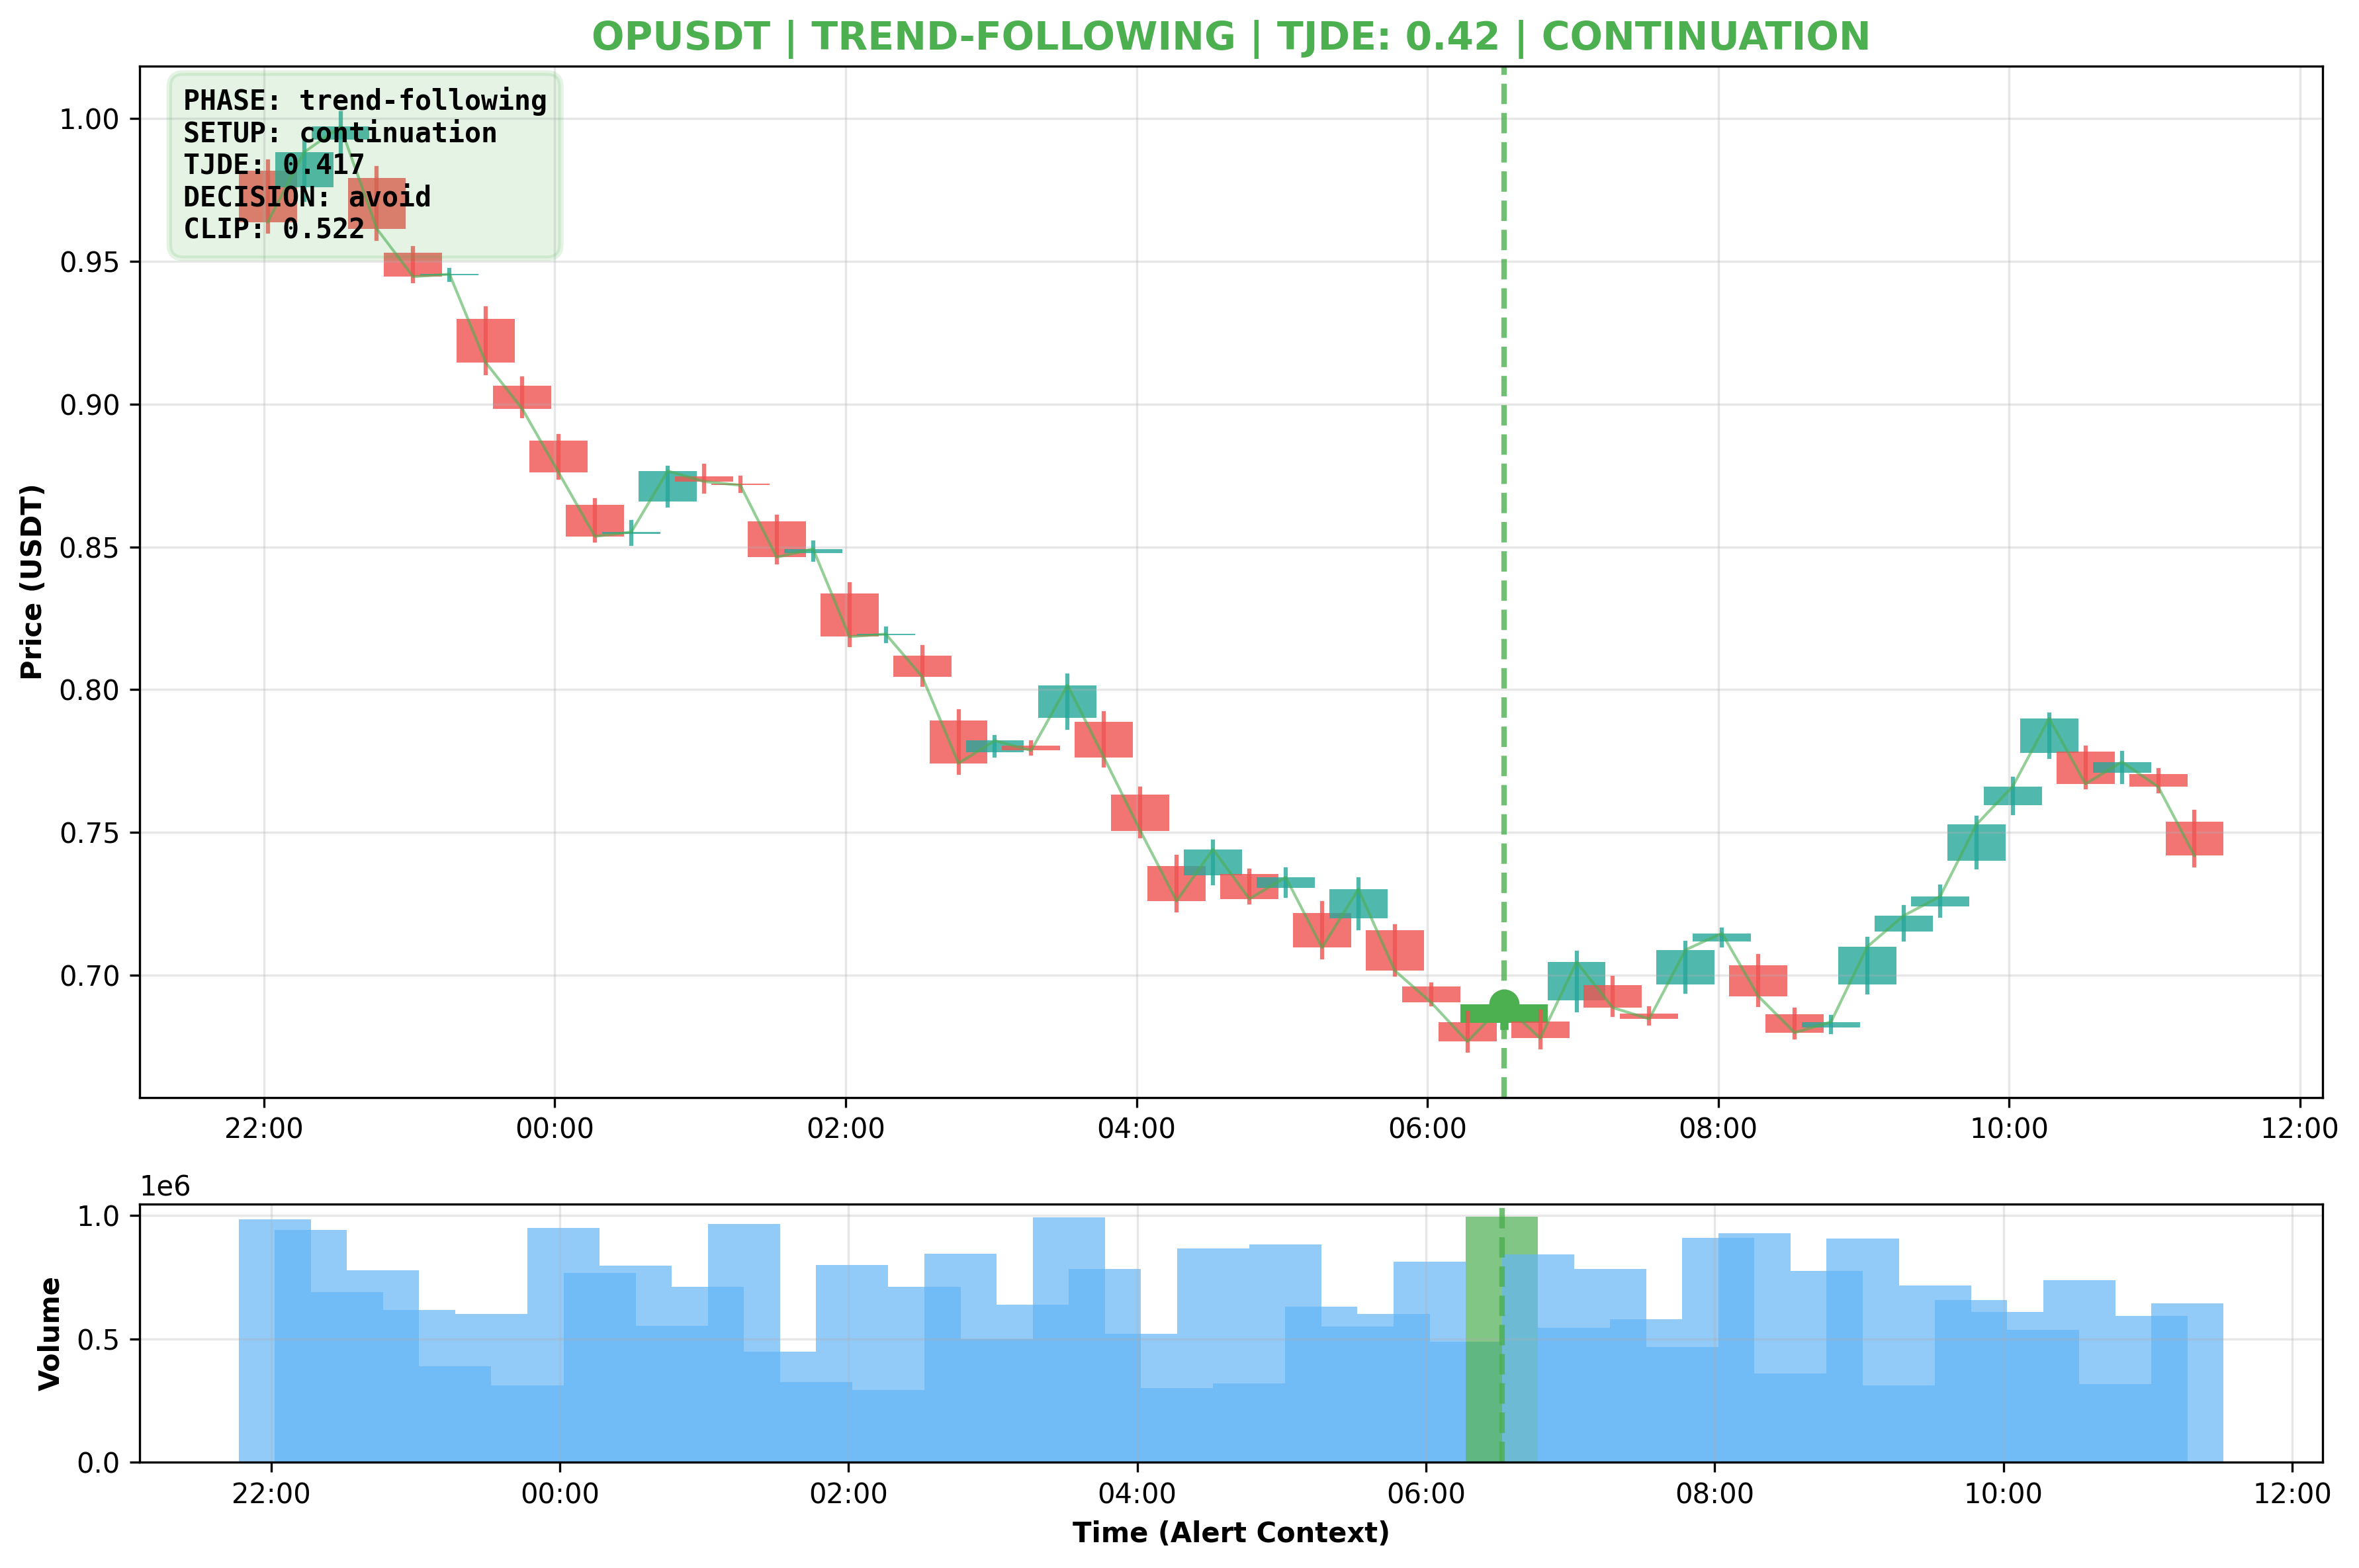 OPUSDT | TREND-FOLLOWING | TJDE: 0.42 | CONTINUATION
PHASE: trend-following
SETUP: continuation
TJDE: 0.417
DECISION: avoid
CLIP: 0.522
Price (USDT)
1.00
0.95
0.90
0.85
0.80
0.75
0.70
22:00 00:00 02:00 04:00 06:00 08:00 10:00 12:00
1e6
Volume
1.0
0.5
0.0
22:00 00:00 02:00 04:00 06:00 08:00 10:00 12:00
Time (Alert Context)